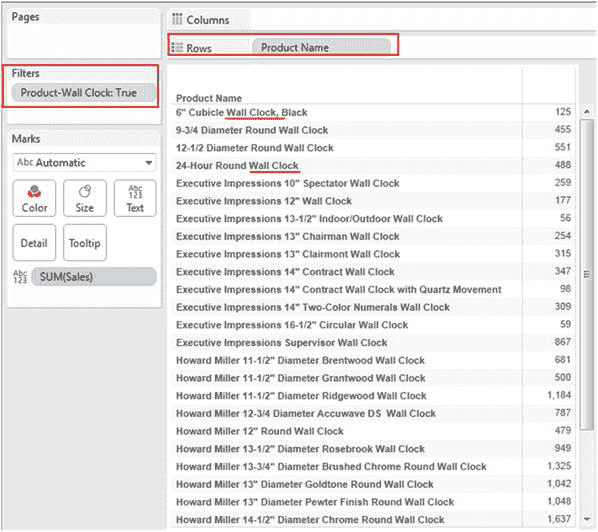 Pages
Columns
Rows Product Name
Filters
Product-Wall Clock: True
Marks
Abc Automatic
Color Size Abc 123 Text
Detail Tooltip
Abc 123 SUM(Sales)
Product Name
6" Cubicle Wall Clock, Black 125
9-3/4 Diameter Round Wall Clock 455
12-1/2 Diameter Round Wall Clock 551
24-Hour Round Wall Clock 488
Executive Impressions 10" Spectator Wall Clock 259
Executive Impressions 12" Wall Clock 177
Executive Impressions 13-1/2" Indoor/Outdoor Wall Clock 56
Executive Impressions 13" Chairman Wall Clock 254
Executive Impressions 13" Clairmont Wall Clock 315
Executive Impressions 14" Contract Wall Clock 347
Executive Impressions 14" Contract Wall Clock with Quartz Movement 98
Executive Impressions 14" Two-Color Numerals Wall Clock 309
Executive Impressions 16-1/2" Circular Wall Clock 59
Executive Impressions Supervisor Wall Clock 867
Howard Miller 11-1/2" Diameter Brentwood Wall Clock 681
Howard Miller 11-1/2" Diameter Grantwood Wall Clock 500
Howard Miller 11-1/2" Diameter Ridgewood Wall Clock 1,184
Howard Miller 12-3/4 Diameter Accuwave DS  Wall Clock 787
Howard Miller 12" Round Wall Clock 479
Howard Miller 13-1/2" Diameter Rosebrook Wall Clock 949
Howard Miller 13-3/4" Diameter Brushed Chrome Round Wall Clock 1,325
Howard Miller 13" Diameter Goldtone Round Wall Clock 1,042
Howard Miller 13" Diameter Pewter Finish Round Wall Clock 1,048
Howard Miller 14-1/2" Diameter Chrome Round Wall Clock 1,637